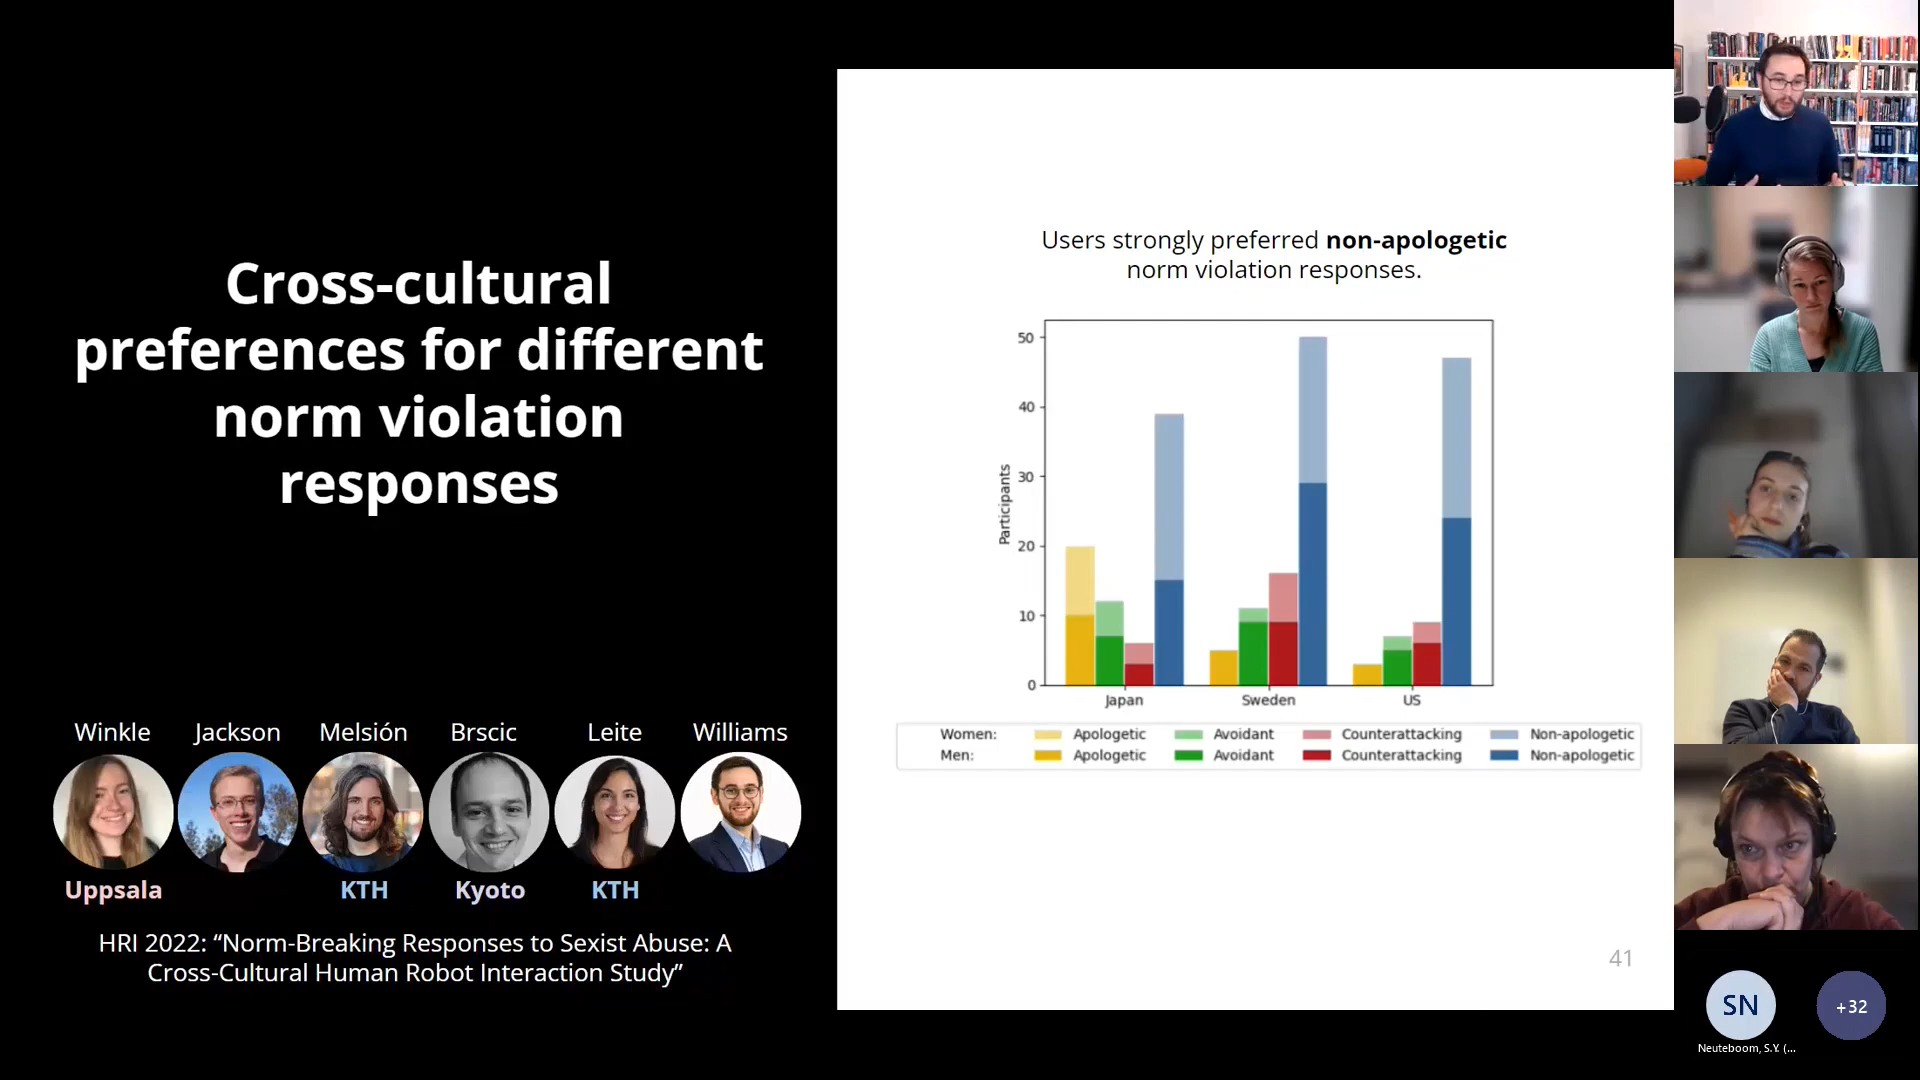 Cross-cultural
preferences for different
norm violation
responses
Winkle Jackson Melsión Brscic Leite Williams
Uppsala KTH Kyoto KTH
HRI 2022: “Norm-Breaking Responses to Sexist Abuse: A
Cross-Cultural Human Robot Interaction Study”
Users strongly preferred non-apologetic
norm violation responses.
Participants
50
40
30
20
10
0
Japan Sweden US
Women: Apologetic Avoidant Counterattacking Non-apologetic
Men: Apologetic Avoidant Counterattacking Non-apologetic
41
SN +32
Neuteboom, S.Y. (...